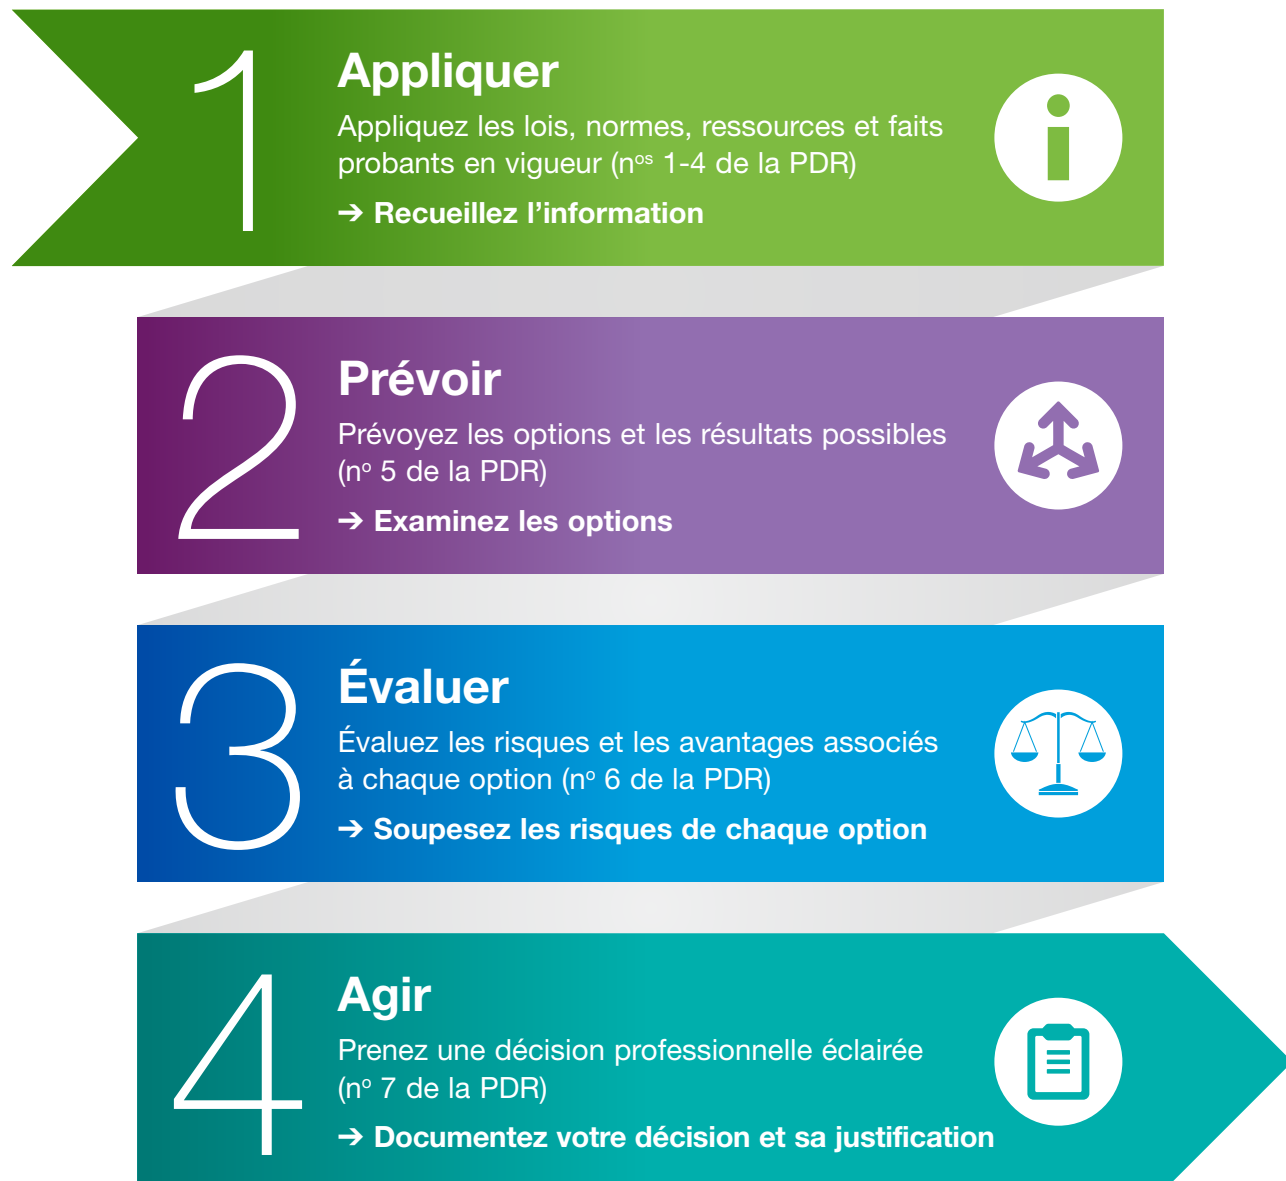 1
Appliquer
Appliquez les lois, normes, ressources et faits
probants en vigueur (nos 1-4 de la PDR)
➔ Recueillez l’information
2
Prévoir
Prévoyez les options et les résultats possibles
(no 5 de la PDR)
➔ Examinez les options
3
Évaluer
Évaluez les risques et les avantages associés
à chaque option (no 6 de la PDR)
➔ Soupesez les risques de chaque option
4
Agir
Prenez une décision professionnelle éclairée
(no 7 de la PDR)
➔ Documentez votre décision et sa justification